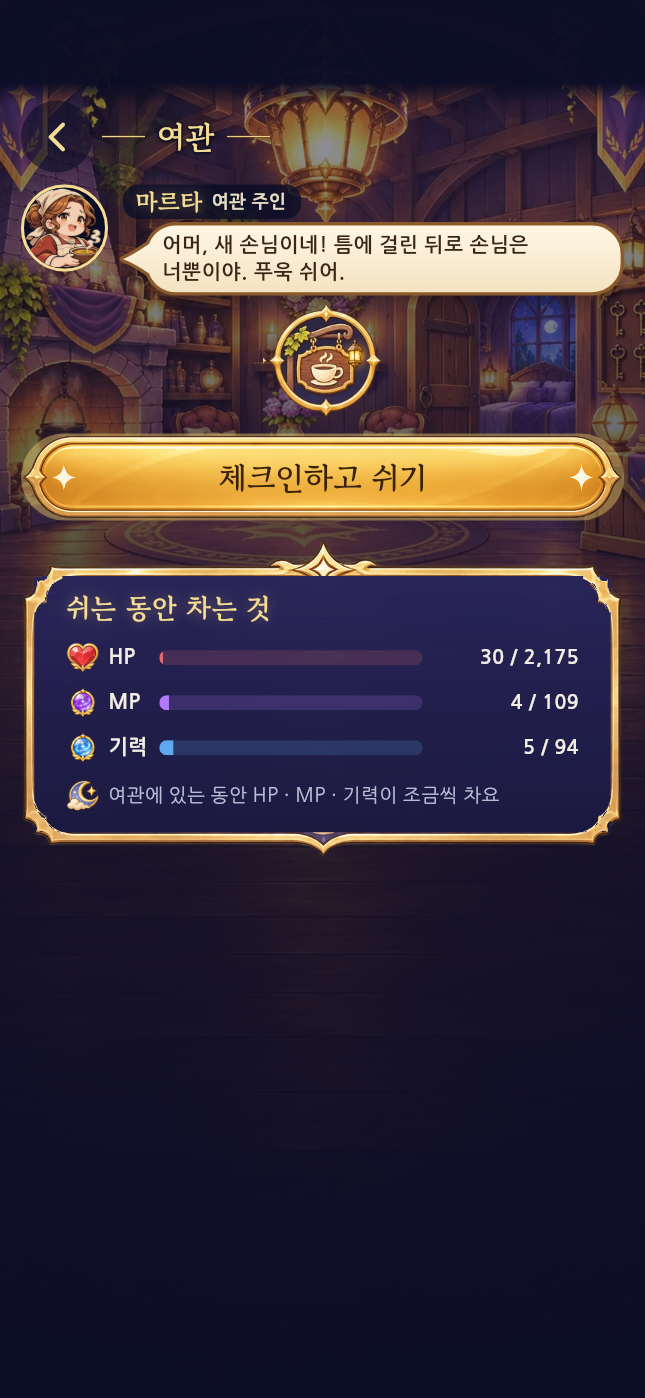 여관
마르타 여관 주인
어머, 새 손님이네! 틈에 걸린 뒤로 손님은
너뿐이야. 푸욱 쉬어.
체크인하고 쉬기
쉬는 동안 차는 것
HP 30 / 2,175
MP 4 / 109
기력 5 / 94
여관에 있는 동안 HP · MP · 기력이 조금씩 차요